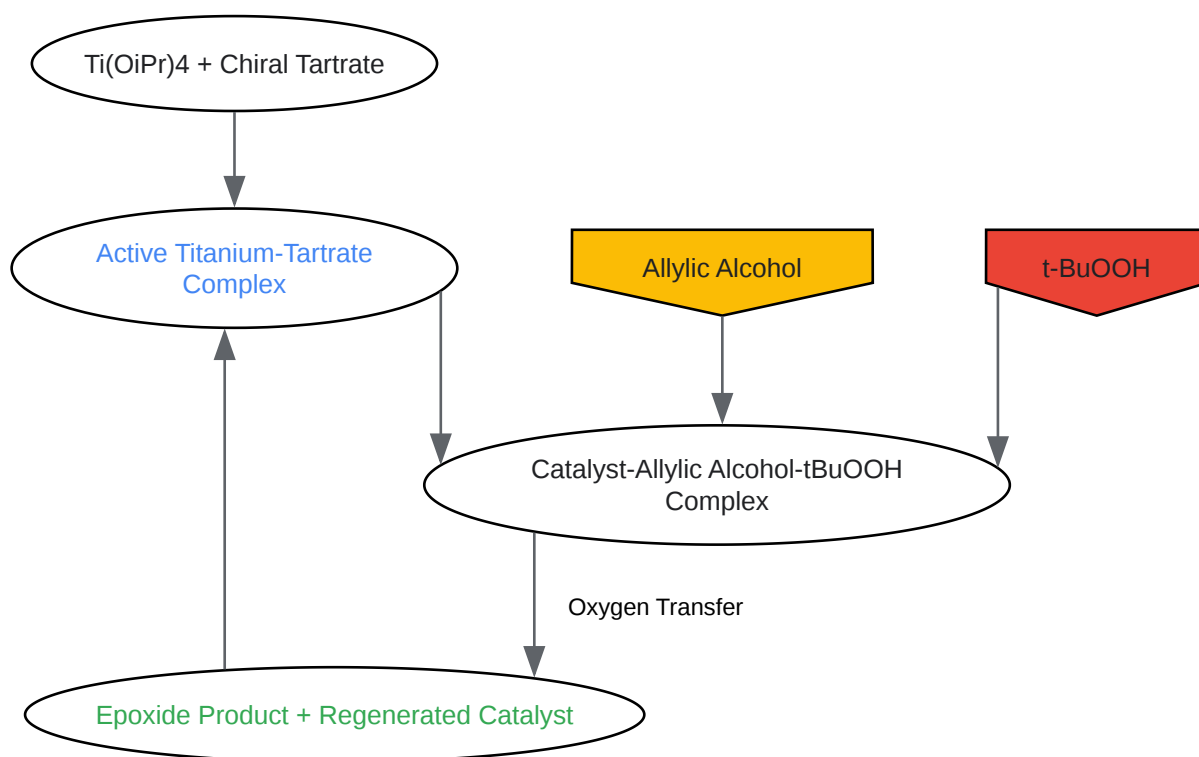 Ti(OiPr)4 + Chiral Tartrate
Active Titanium-Tartrate
Complex
Allylic Alcohol
t-BuOOH
Catalyst-Allylic Alcohol-tBuOOH
Complex
Oxygen Transfer
Epoxide Product + Regenerated Catalyst